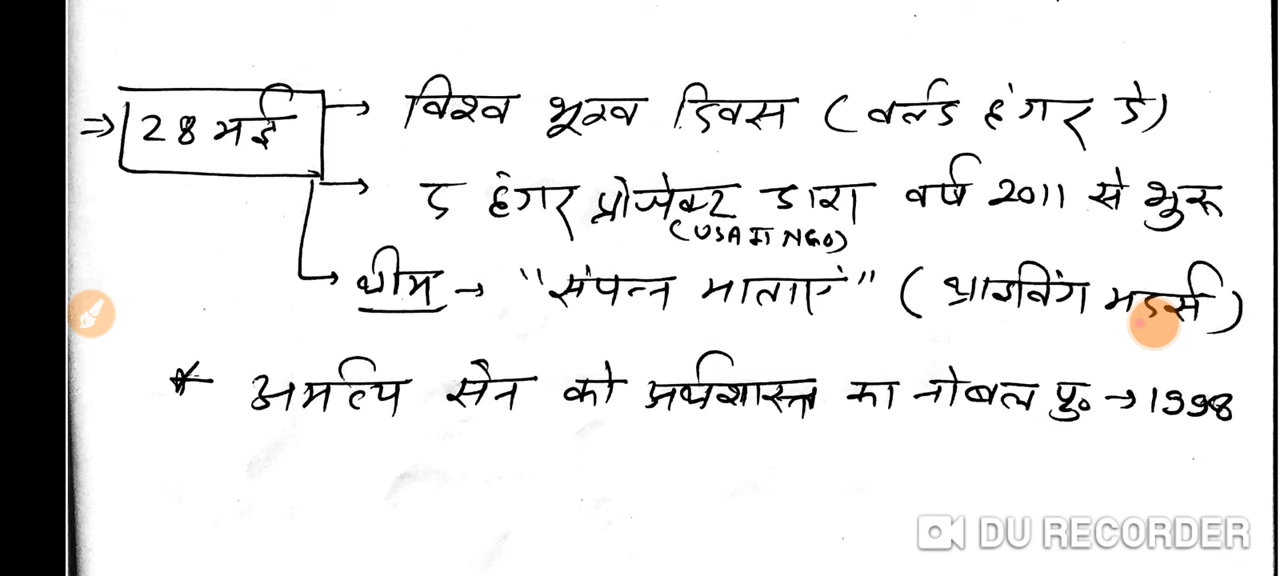 ⇒ 28 मई → विश्व भूख दिवस (वर्ल्ड हंगर डे)
→ द हंगर प्रोजेक्ट द्वारा वर्ष 2011 से शुरू
(USA का NGO)
→ थीम → "संपन्न माताएं" (थ्राइविंग मदर्स)
* अमर्त्य सेन को अर्थशास्त्र का नोबल पु० → 1998
DU RECORDER